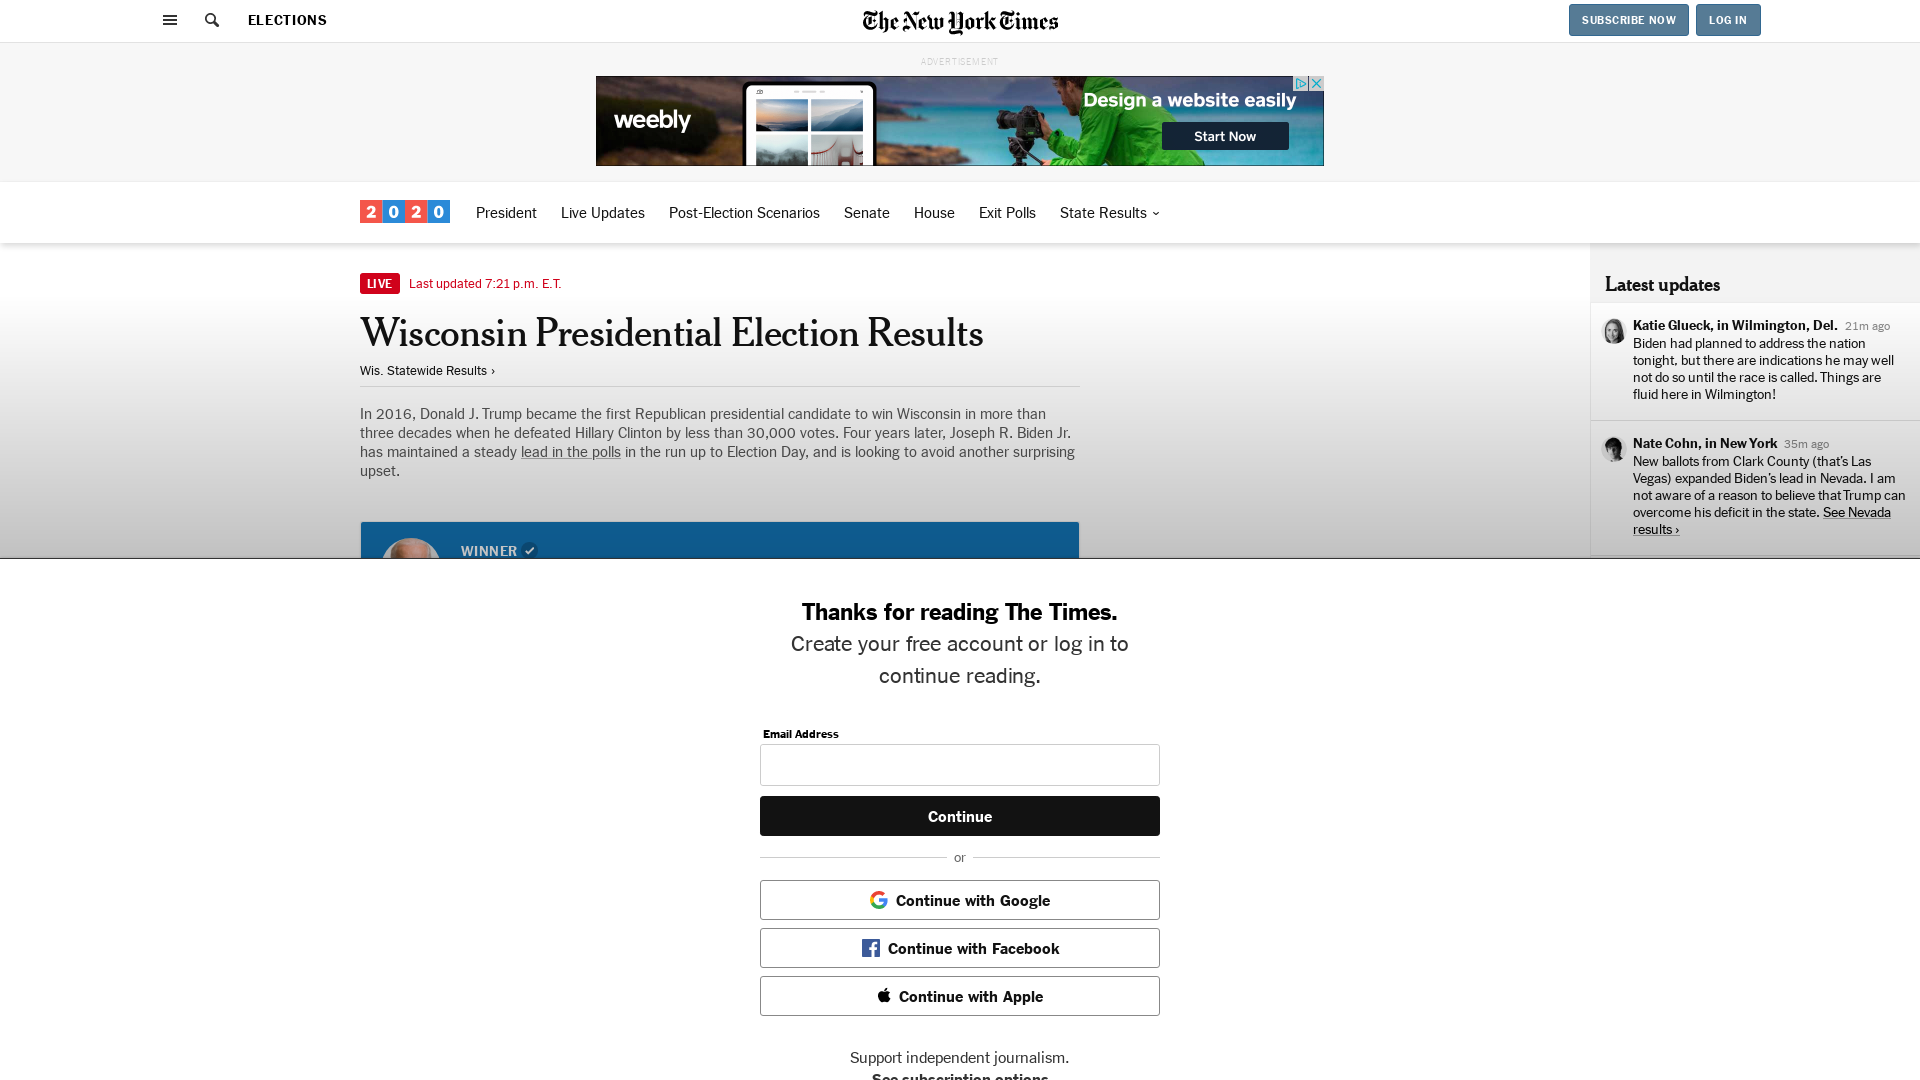 ELECTIONS
The New York Times
SUBSCRIBE NOW
LOG IN
ADVERTISEMENT
weebly
Design a website easily
Start Now
2020
President
Live Updates
Post-Election Scenarios
Senate
House
Exit Polls
State Results
LIVE
Last updated 7:21 p.m. E.T.
Wisconsin Presidential Election Results
Wis. Statewide Results ›
In 2016, Donald J. Trump became the first Republican presidential candidate to win Wisconsin in more than
three decades when he defeated Hillary Clinton by less than 30,000 votes. Four years later, Joseph R. Biden Jr.
has maintained a steady lead in the polls in the run up to Election Day, and is looking to avoid another surprising
upset.
WINNER
Latest updates
Katie Glueck, in Wilmington, Del. 21m ago
Biden had planned to address the nation
tonight, but there are indications he may well
not do so until the race is called. Things are
fluid here in Wilmington!
Nate Cohn, in New York 35m ago
New ballots from Clark County (that's Las
Vegas) expanded Biden's lead in Nevada. I am
not aware of a reason to believe that Trump can
overcome his deficit in the state. See Nevada
results ›
Thanks for reading The Times.
Create your free account or log in to
continue reading.
Email Address
Continue
or
Continue with Google
Continue with Facebook
Continue with Apple
Support independent journalism.
See subscription options